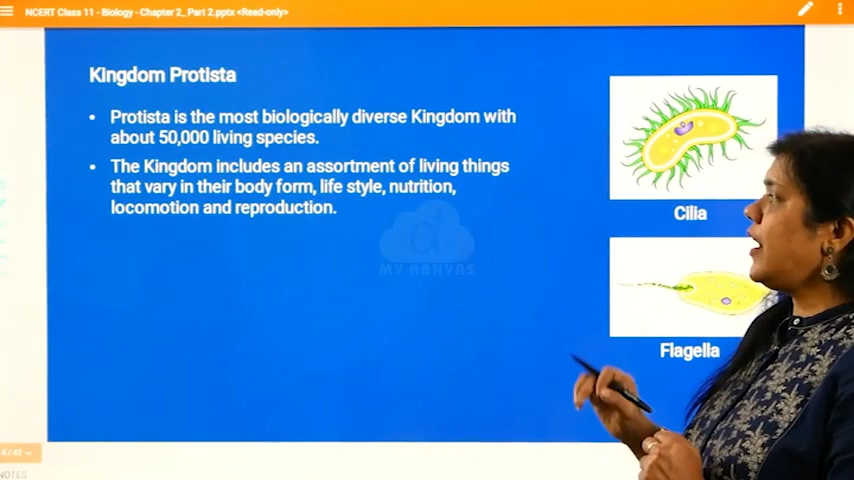 NCERT Class 11 - Biology - Chapter 2_ Part 2.pptx <Read-only>
Kingdom Protista
• Protista is the most biologically diverse Kingdom with
about 50,000 living species.
• The Kingdom includes an assortment of living things
that vary in their body form, life style, nutrition,
locomotion and reproduction.
Cilia
Flagella
MY ABHYAS
6 / 43
NOTES